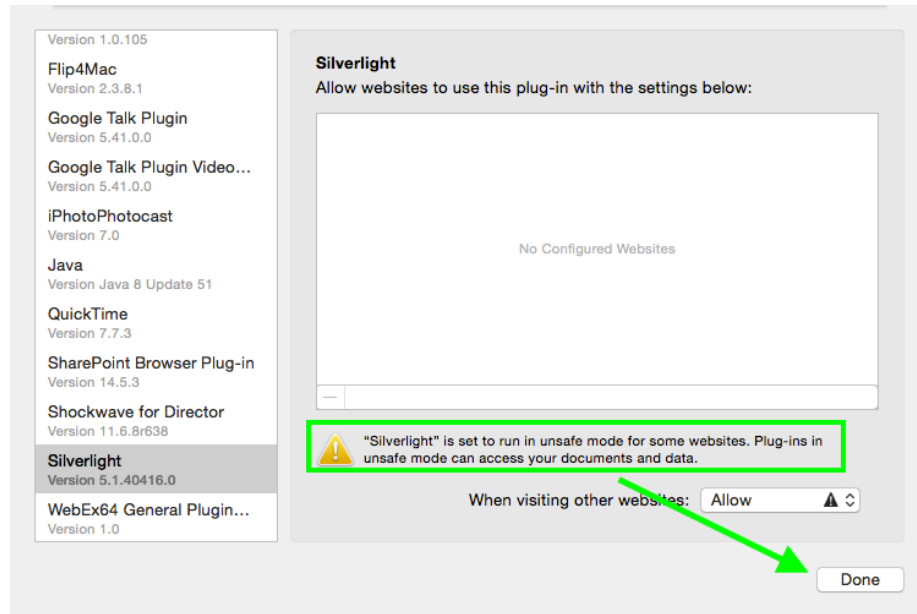 Version 1.0.105
Flip4Mac
Version 2.3.8.1
Google Talk Plugin
Version 5.41.0.0
Google Talk Plugin Video...
Version 5.41.0.0
iPhotoPhotocast
Version 7.0
Java
Version Java 8 Update 51
QuickTime
Version 7.7.3
SharePoint Browser Plug-in
Version 14.5.3
Shockwave for Director
Version 11.6.8r638
Silverlight
Version 5.1.40416.0
WebEx64 General Plugin...
Version 1.0
Silverlight
Allow websites to use this plug-in with the settings below:
No Configured Websites
“Silverlight” is set to run in unsafe mode for some websites. Plug-ins in
unsafe mode can access your documents and data.
When visiting other websites: Allow
Done